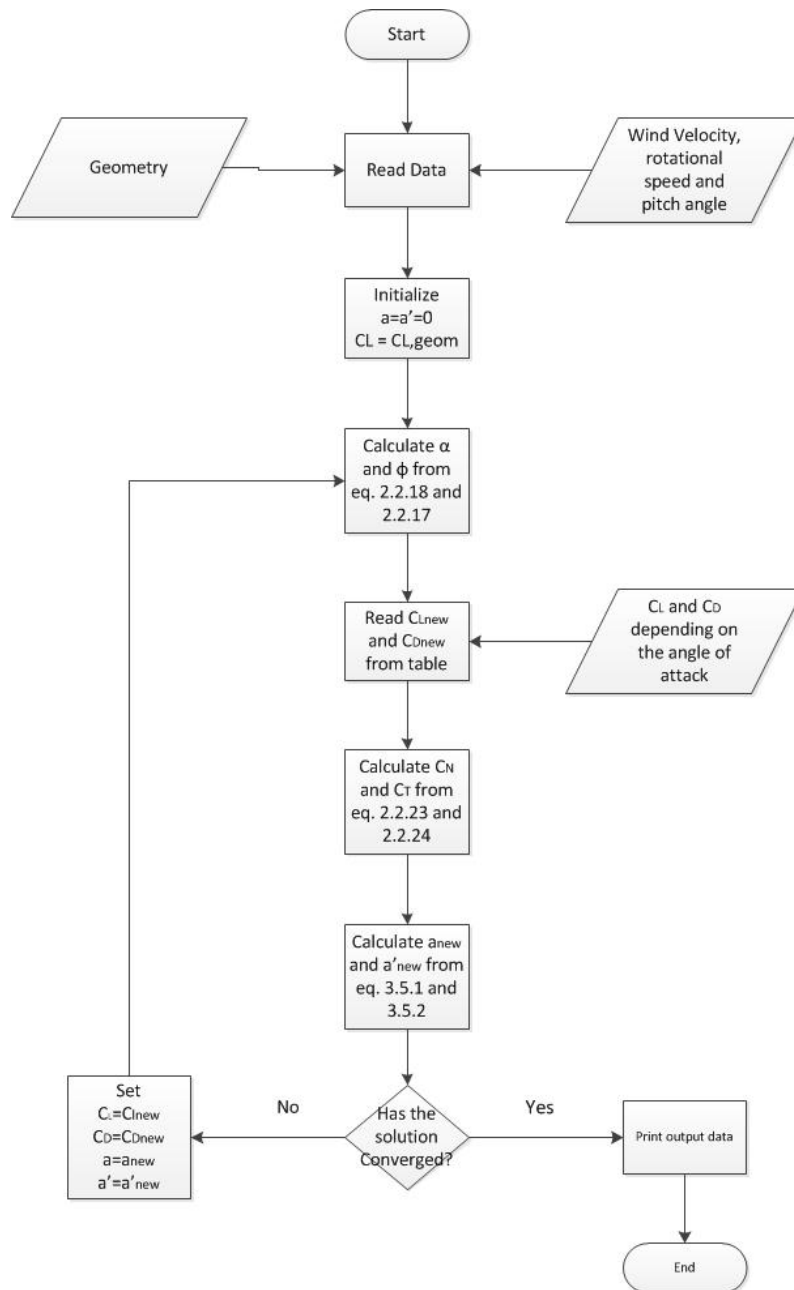 Start
Geometry
Read Data
Wind Velocity,
rotational
speed and
pitch angle
Initialize
a=a'=0
CL = CL,geom
Calculate α
and ϕ from
eq. 2.2.18 and
2.2.17
Read CLnew
and CDnew
from table
CL and CD
depending on
the angle of
attack
Calculate CN
and CT from
eq. 2.2.23 and
2.2.24
Calculate anew
and a'new from
eq. 3.5.1 and
3.5.2
Set
CL=Clnew
CD=CDnew
a=anew
a'=a'new
No
Has the
solution
Converged?
Yes
Print output data
End